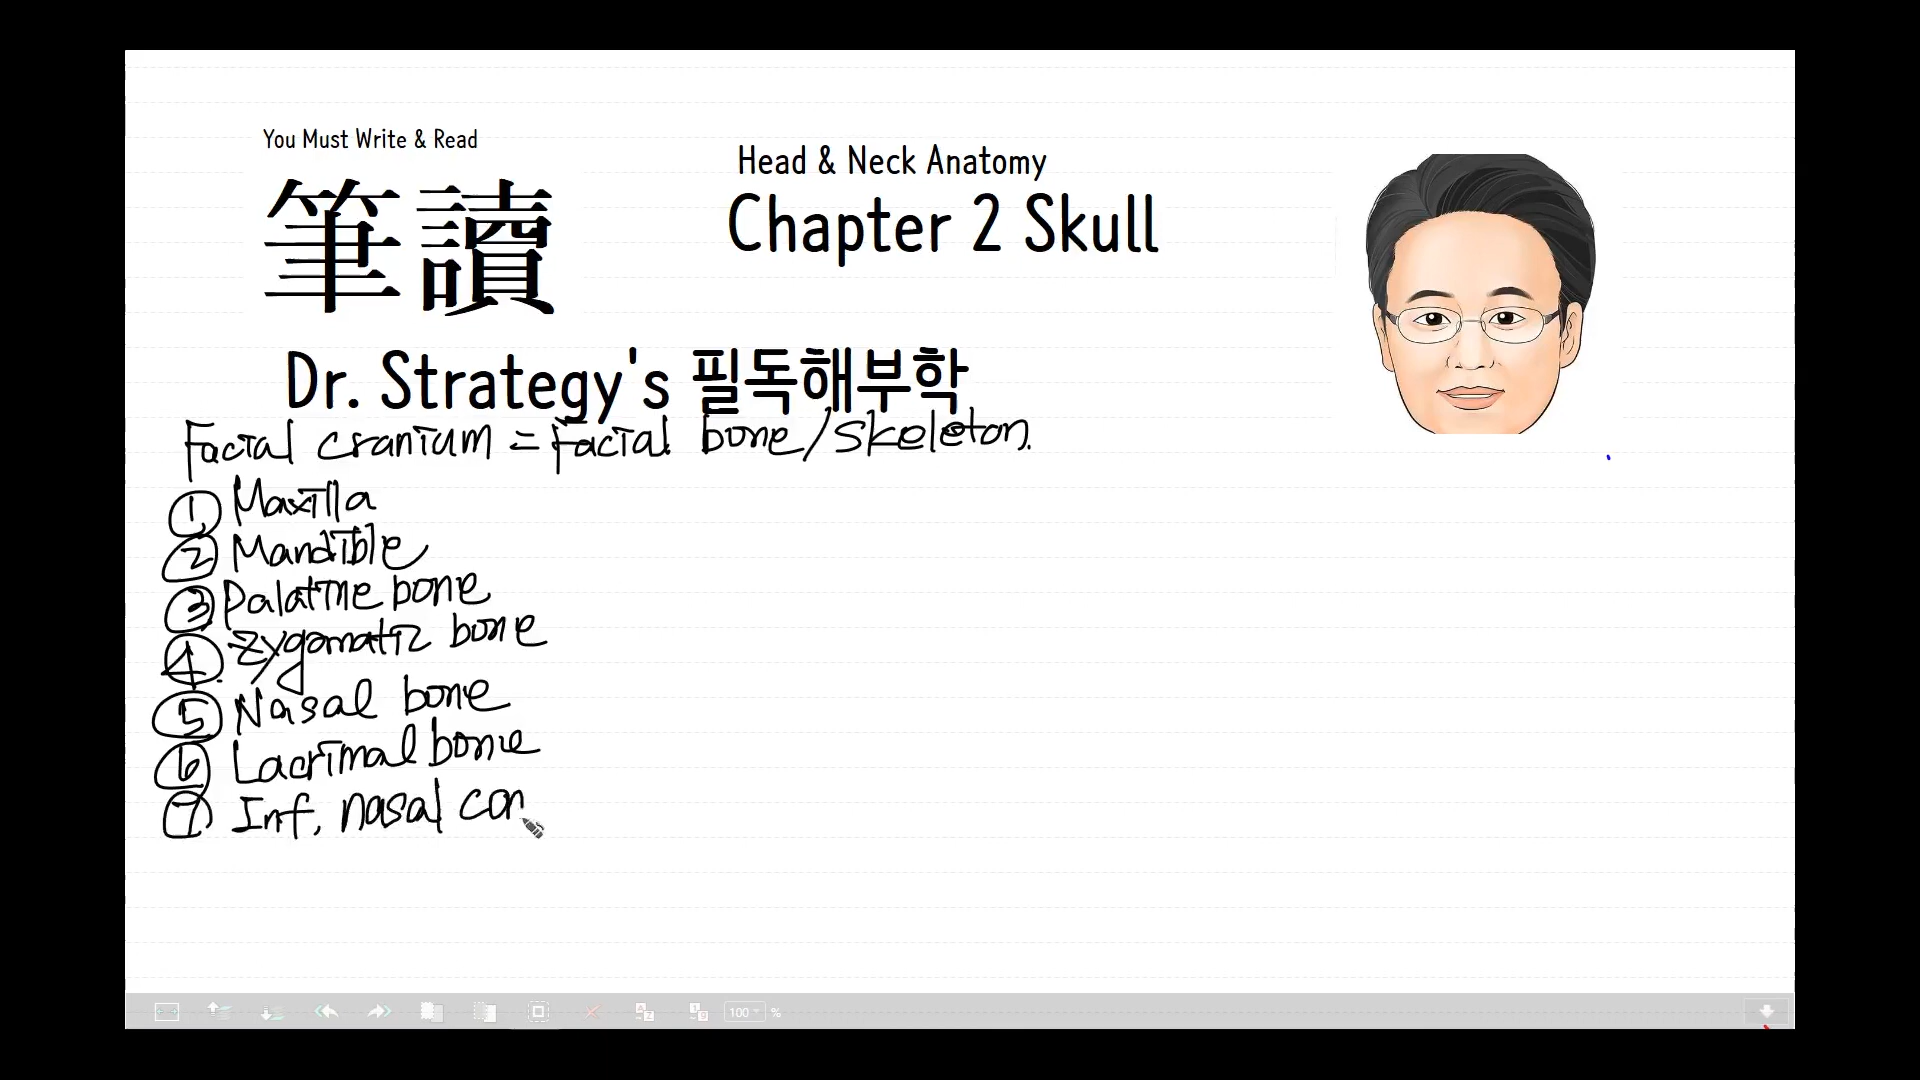 You Must Write & Read
筆讀
Head & Neck Anatomy
Chapter 2 Skull
Dr. Strategy's 필독해부학
Facial cranium = facial bone/skeleton.
① Maxilla
② Mandible
③ Palatine bone
④ Zygomatic bone
⑤ Nasal bone
⑥ Lacrimal bone
⑦ Inf. nasal con
100 %